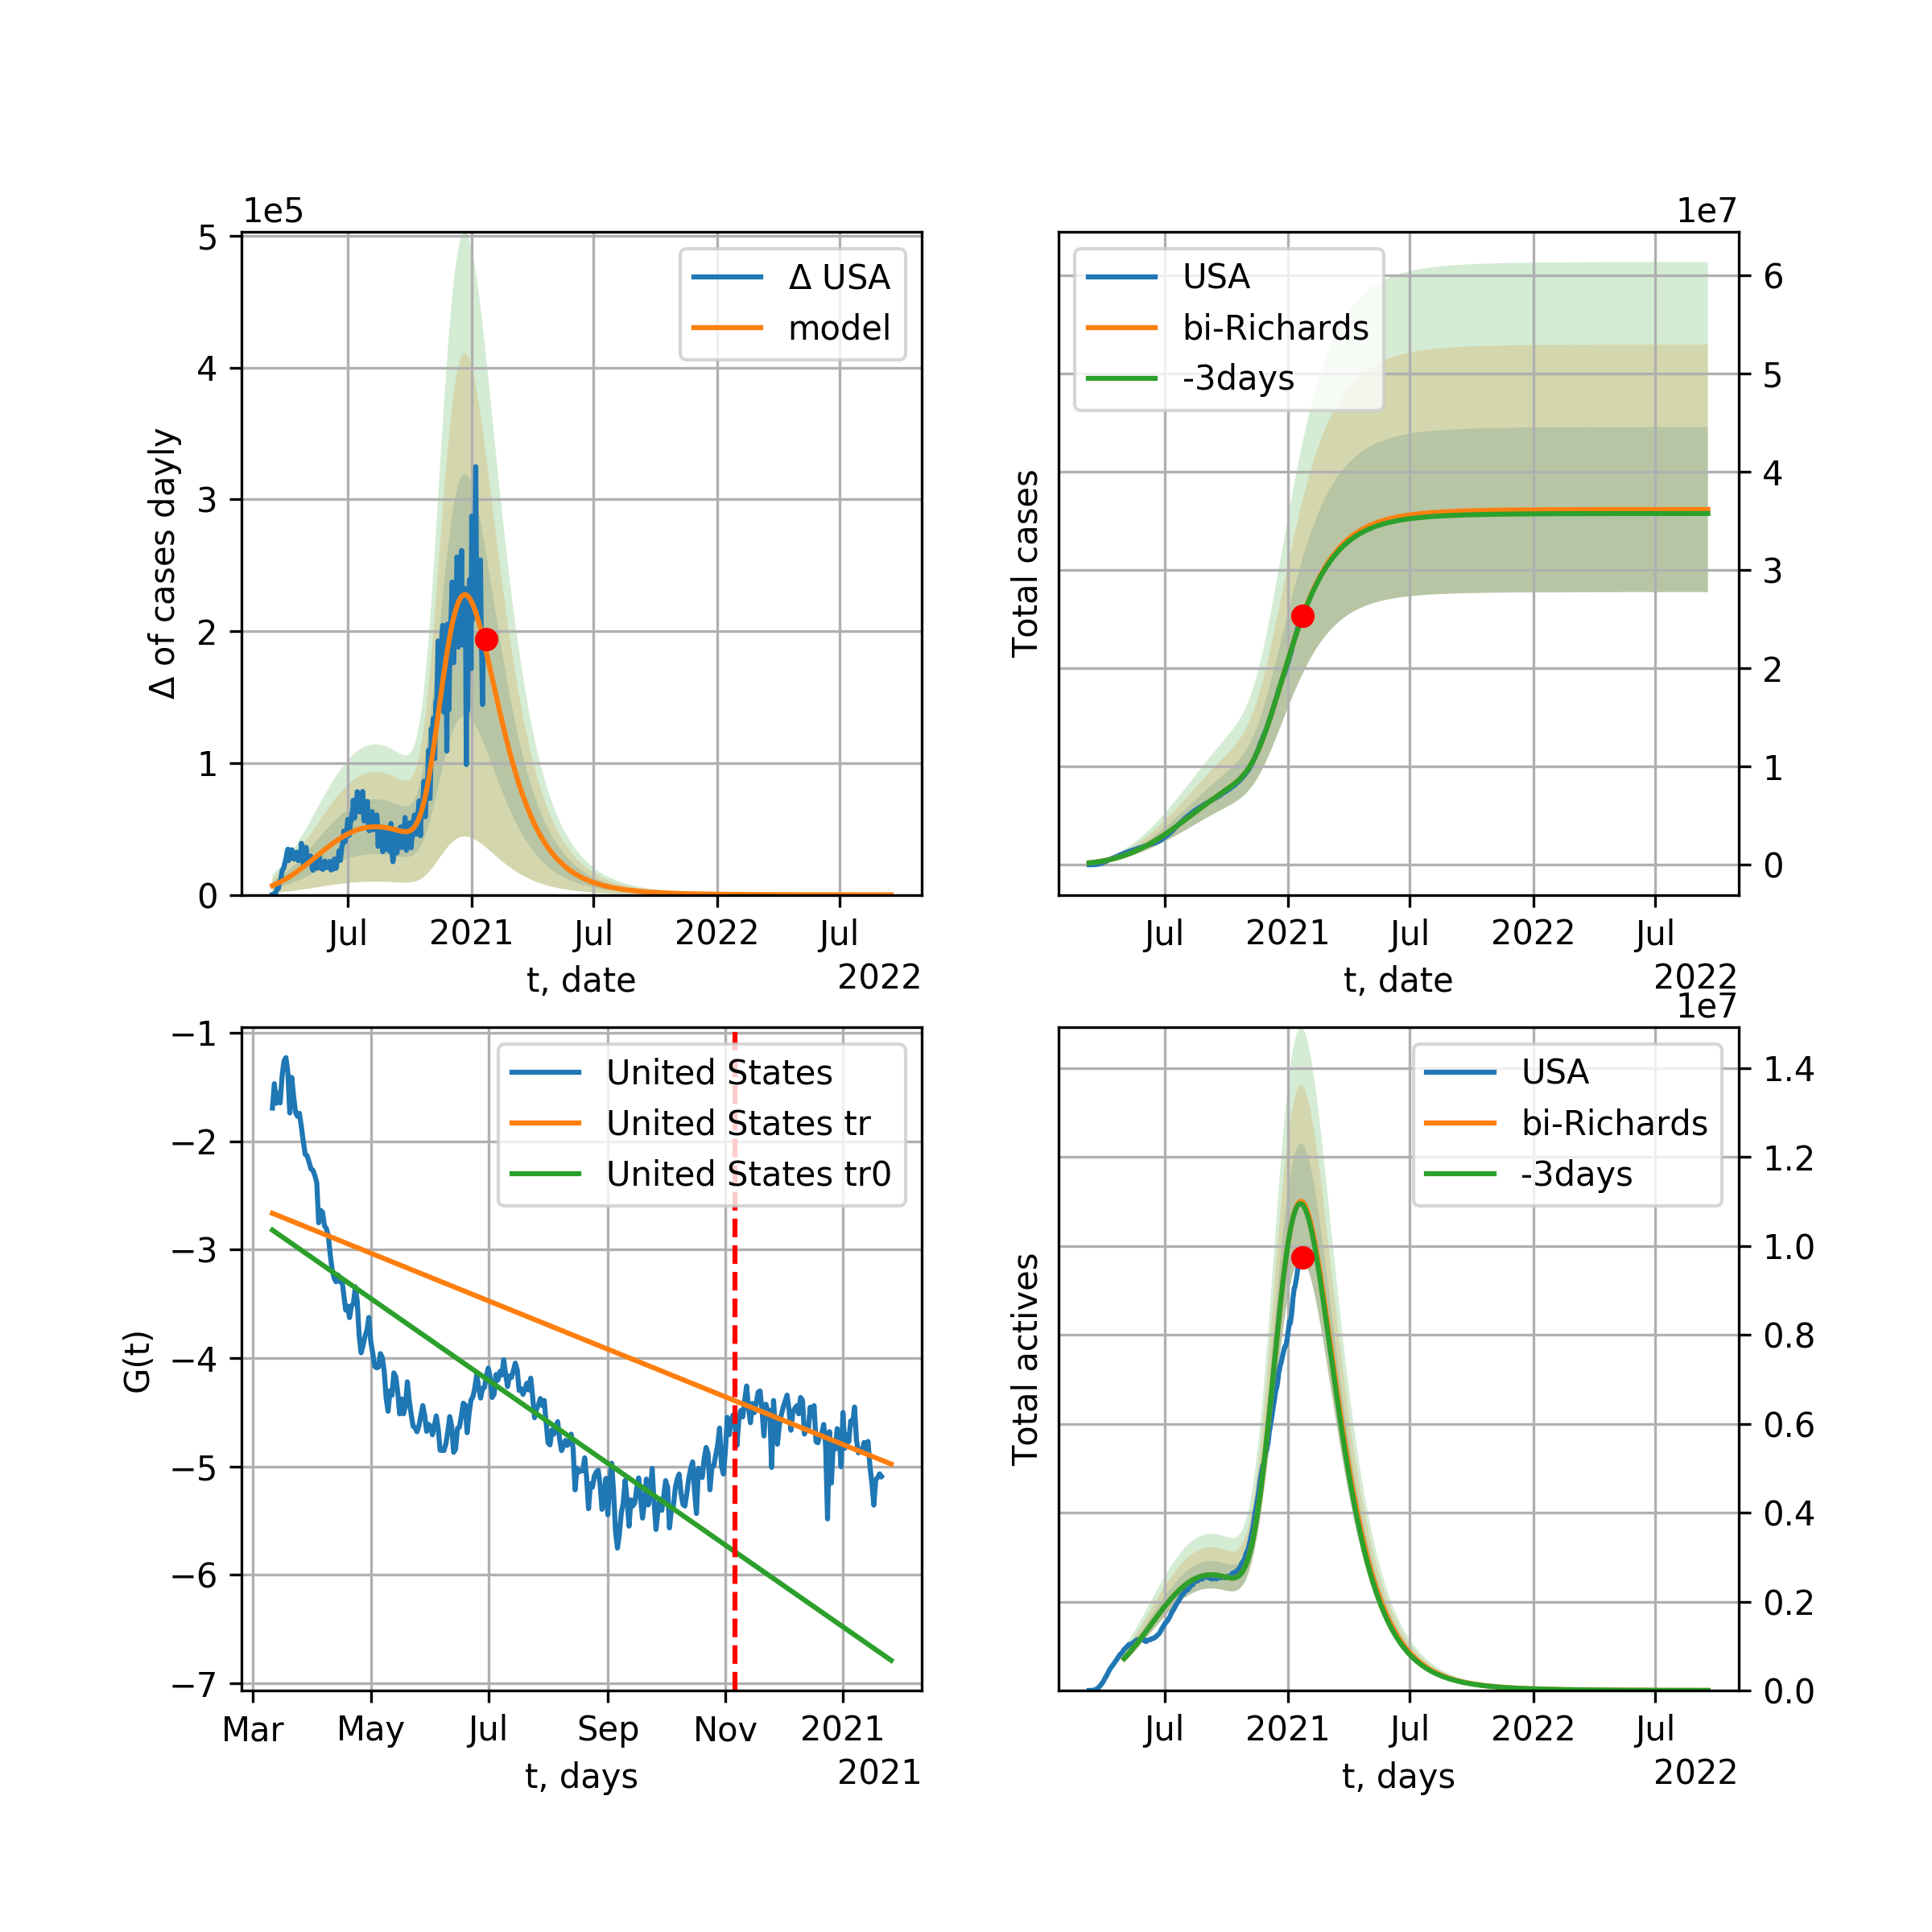 1e5
5
4
3
2
1
0
Δ of cases dayly
Δ USA
model
Jul
2021
Jul
2022
Jul
t, date
2022
1e7
USA
bi-Richards
-3days
6
5
4
3
2
1
0
Total cases
Jul
2021
Jul
2022
Jul
t, date
2022
−1
−2
−3
−4
−5
−6
−7
G(t)
United States
United States tr
United States tr0
Mar
May
Jul
Sep
Nov
2021
t, days
2021
1e7
USA
bi-Richards
-3days
1.4
1.2
1.0
0.8
0.6
0.4
0.2
0.0
Total actives
Jul
2021
Jul
2022
Jul
t, days
2022